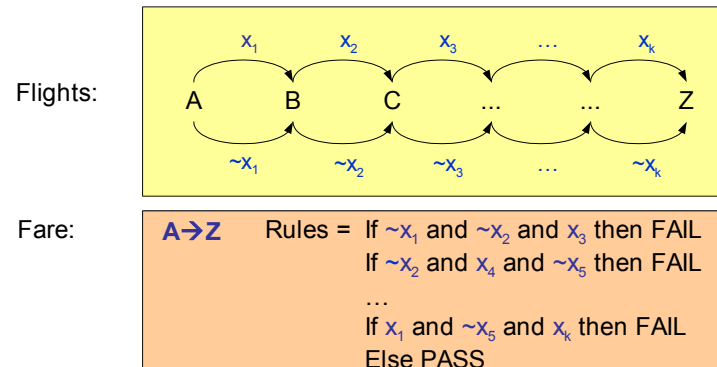 x₁ x₂ x₃ ... xₖ
Flights: A B C ... ... Z
~x₁ ~x₂ ~x₃ ... ~xₖ
Fare: A→Z Rules = If ~x₁ and ~x₂ and x₃ then FAIL
If ~x₂ and x₄ and ~x₅ then FAIL
...
If x₁ and ~x₅ and xₖ then FAIL
Else PASS